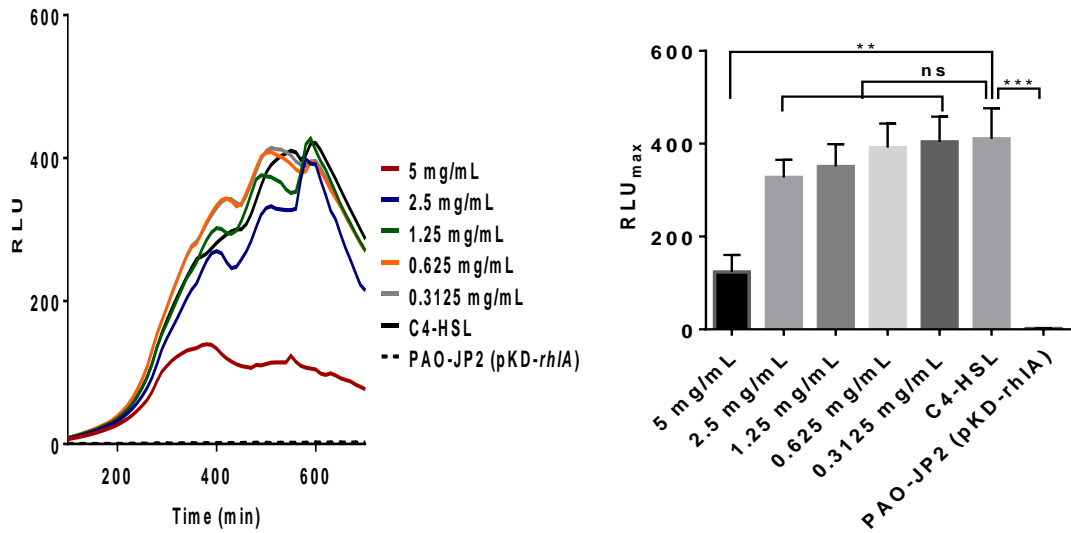 600
400
200
0
RLU
200
400
600
Time (min)
5 mg/mL
2.5 mg/mL
1.25 mg/mL
0.625 mg/mL
0.3125 mg/mL
C4-HSL
PAO-JP2 (pKD-rhlA)
600
400
200
0
RLUmax
**
ns
***
5 mg/mL
2.5 mg/mL
1.25 mg/mL
0.625 mg/mL
0.3125 mg/mL
C4-HSL
PAO-JP2 (pKD-rhlA)